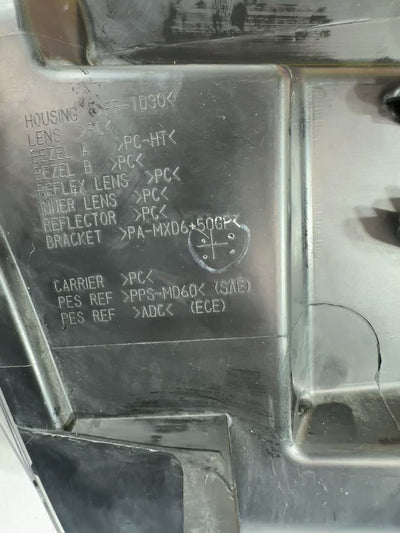 HOUSING -TD30<
LENS >PC<
BEZEL A >PC-HT<
BEZEL B >PC<
REFLEX LENS >PC<
INNER LENS >PC<
REFLECTOR >PC<
BRACKET >PA-MXD6+50GF<
CARRIER >PC<
PES REF >PPS-MD60< (SAE)
PES REF >ADC< (ECE)